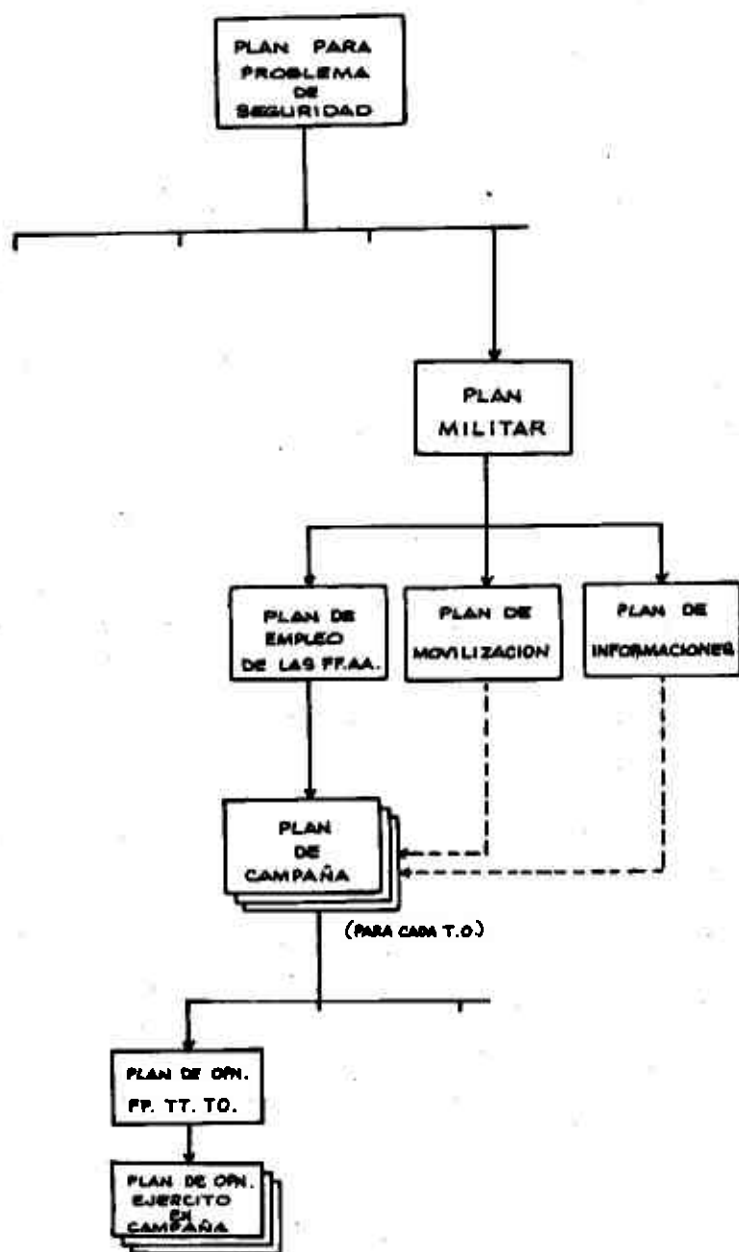 PLAN PARA
PROBLEMA
DE
SEGURIDAD
PLAN
MILITAR
PLAN DE
EMPLEO
DE LAS FF.AA.
PLAN DE
MOVILIZACION
PLAN DE
INFORMACIONES
PLAN
DE
CAMPAÑA
(PARA CADA T.O.)
PLAN DE OPN.
FF. TT. TO.
PLAN DE OPN.
EJERCITO
EN
CAMPAÑA